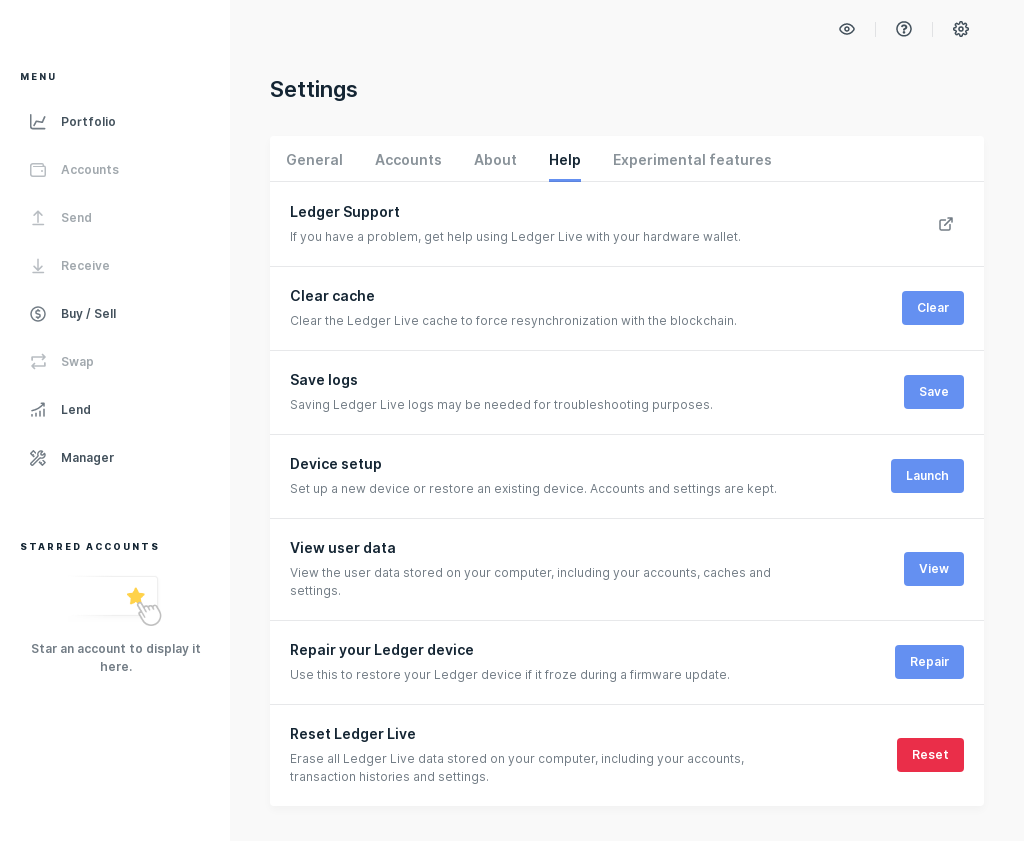 MENU
Portfolio
Accounts
Send
Receive
Buy / Sell
Swap
Lend
Manager
STARRED ACCOUNTS
Star an account to display it
here.
Settings
General Accounts About Help Experimental features
Ledger Support
If you have a problem, get help using Ledger Live with your hardware wallet.
Clear cache
Clear the Ledger Live cache to force resynchronization with the blockchain.
Clear
Save logs
Saving Ledger Live logs may be needed for troubleshooting purposes.
Save
Device setup
Set up a new device or restore an existing device. Accounts and settings are kept.
Launch
View user data
View the user data stored on your computer, including your accounts, caches and
settings.
View
Repair your Ledger device
Use this to restore your Ledger device if it froze during a firmware update.
Repair
Reset Ledger Live
Erase all Ledger Live data stored on your computer, including your accounts,
transaction histories and settings.
Reset